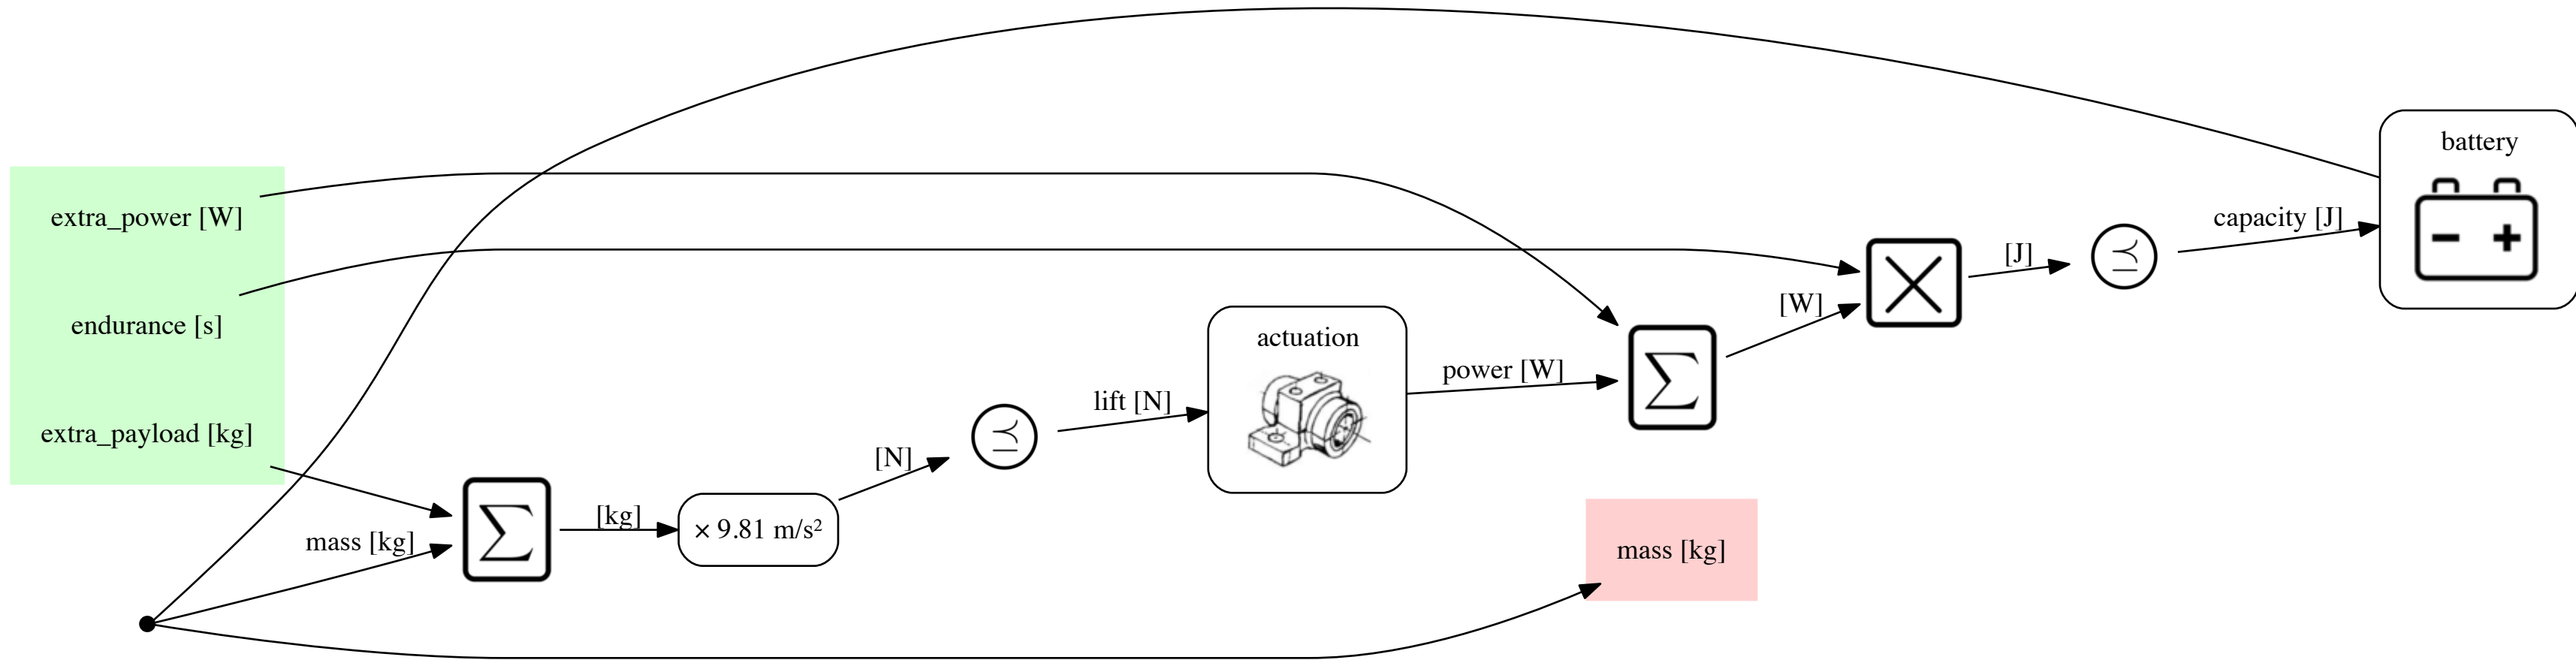 battery
extra_power [W]
capacity [J]
[J]
⪯
endurance [s]
[W]
×
actuation
power [W]
∑
lift [N]
extra_payload [kg]
[N]
⪯
mass [kg]
[kg]
∑
× 9.81 m/s²
mass [kg]